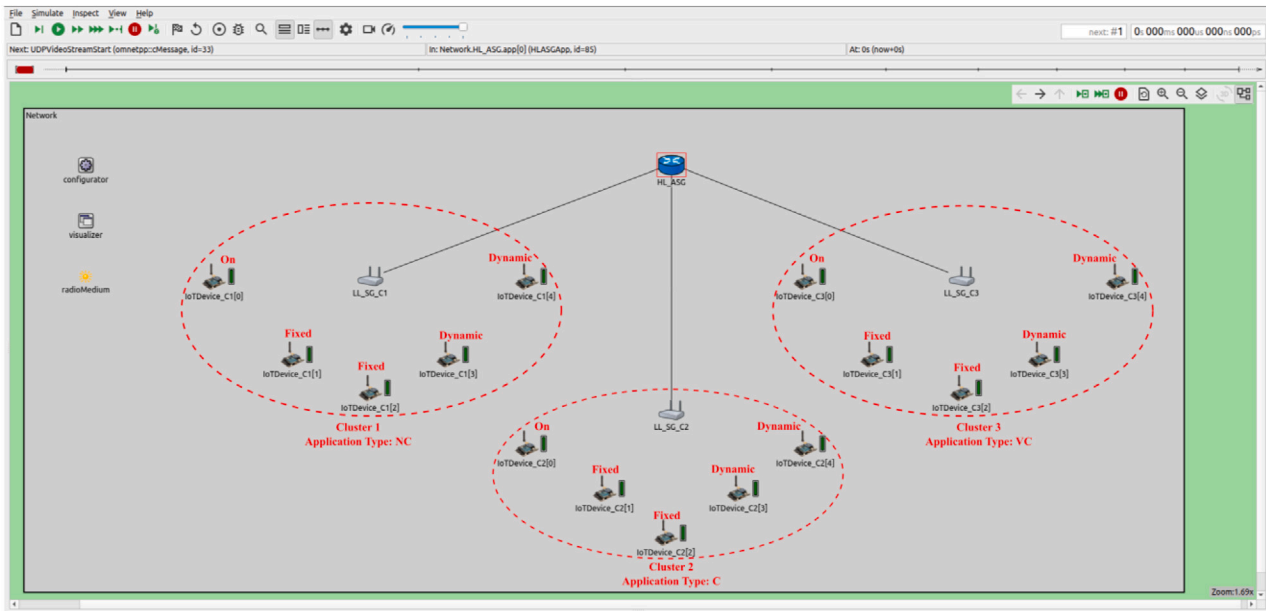 File Simulate Inspect View Help
next: #1 0s 000ms 000us 000ns 000ps
Next: UDPVideoStreamStart (omnetpp::cMessage, id=33) In: Network.HL_ASG.app[0] (HLASGApp, id=85) At: 0s (now+0s)
Network
configurator
visualizer
radioMedium
HL_ASG
On
IoTDevice_C1[0]
LL_SG_C1
Dynamic
IoTDevice_C1[4]
Fixed
IoTDevice_C1[1]
Fixed
IoTDevice_C1[2]
Dynamic
IoTDevice_C1[3]
Cluster 1
Application Type: NC
On
IoTDevice_C3[0]
LL_SG_C3
Dynamic
IoTDevice_C3[4]
Fixed
IoTDevice_C3[1]
Fixed
IoTDevice_C3[2]
Dynamic
IoTDevice_C3[3]
Cluster 3
Application Type: VC
LL_SG_C2
On
IoTDevice_C2[0]
Dynamic
IoTDevice_C2[4]
Fixed
IoTDevice_C2[1]
Fixed
IoTDevice_C2[2]
Dynamic
IoTDevice_C2[3]
Cluster 2
Application Type: C
Zoom:1.69x